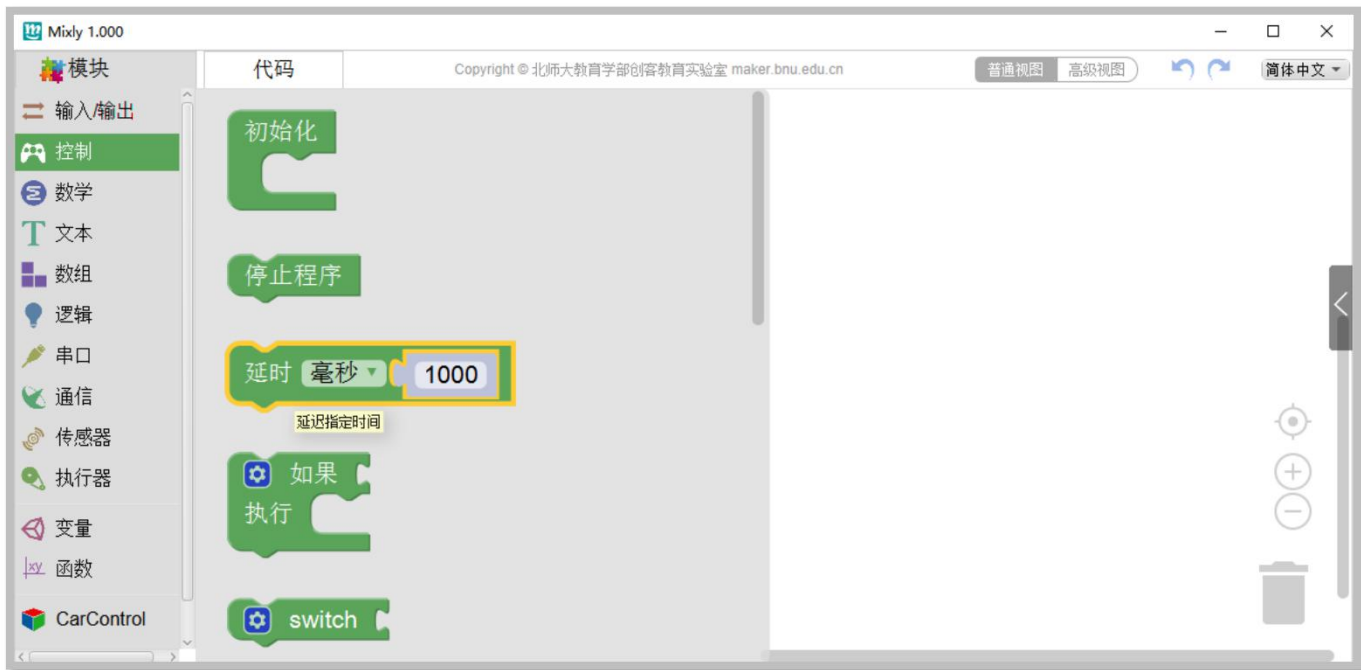 Mixly 1.000
模块
代码
Copyright © 北师大教育学部创客教育实验室 maker.bnu.edu.cn
普通视图 高级视图
简体中文
输入/输出
控制
数学
文本
数组
逻辑
串口
通信
传感器
执行器
变量
xy 函数
CarControl
初始化
停止程序
延时 毫秒 1000
延迟指定时间
如果
执行
switch